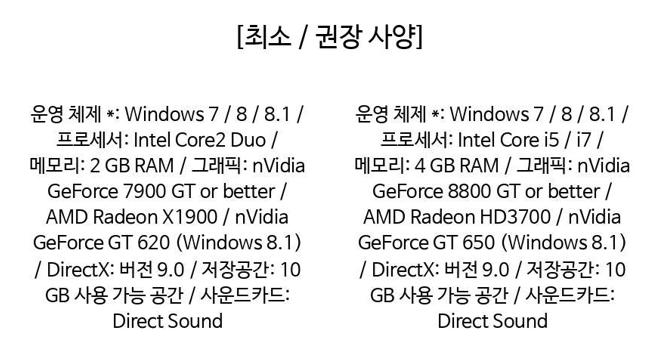 [최소 / 권장 사양]
운영 체제 *: Windows 7 / 8 / 8.1 /
프로세서: Intel Core2 Duo /
메모리: 2 GB RAM / 그래픽: nVidia
GeForce 7900 GT or better /
AMD Radeon X1900 / nVidia
GeForce GT 620 (Windows 8.1)
/ DirectX: 버전 9.0 / 저장공간: 10
GB 사용 가능 공간 / 사운드카드:
Direct Sound
운영 체제 *: Windows 7 / 8 / 8.1 /
프로세서: Intel Core i5 / i7 /
메모리: 4 GB RAM / 그래픽: nVidia
GeForce 8800 GT or better /
AMD Radeon HD3700 / nVidia
GeForce GT 650 (Windows 8.1)
/ DirectX: 버전 9.0 / 저장공간: 10
GB 사용 가능 공간 / 사운드카드:
Direct Sound